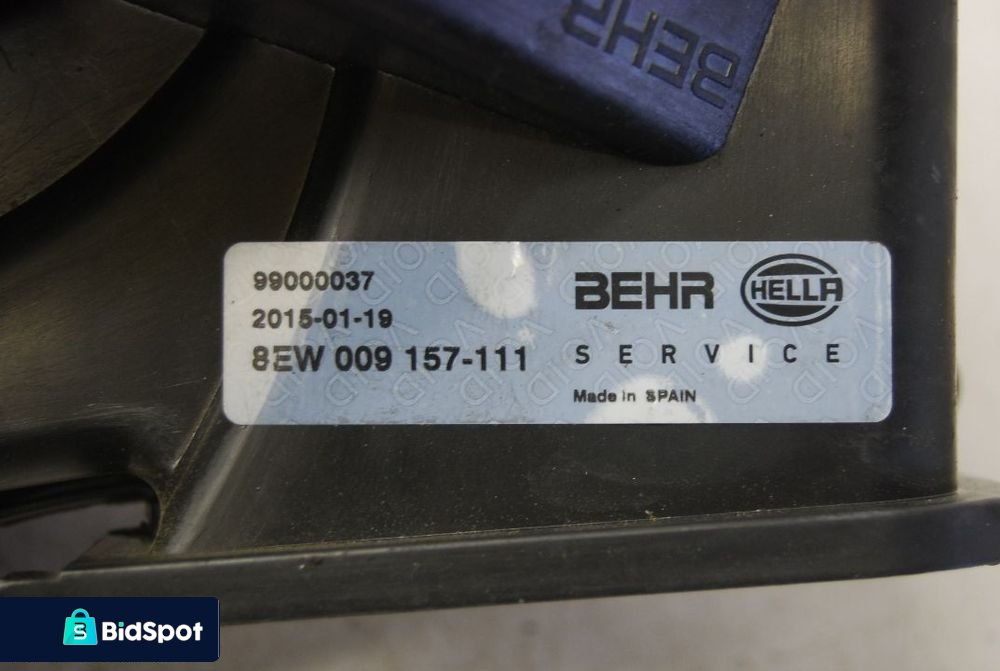 BEHR
99000037
2015-01-19
8EW 009 157-111
BEHR HELLA
SERVICE
Made in SPAIN
BidSpot